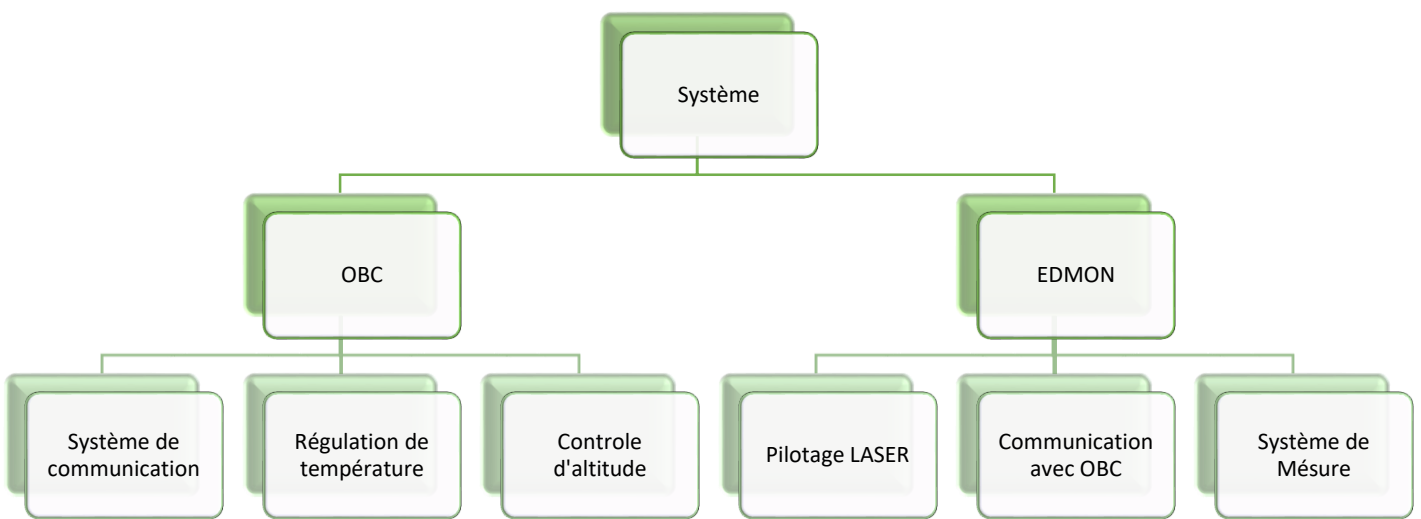 Système
OBC
EDMON
Système de
communication
Régulation de
température
Controle
d'altitude
Pilotage LASER
Communication
avec OBC
Système de
Mésure